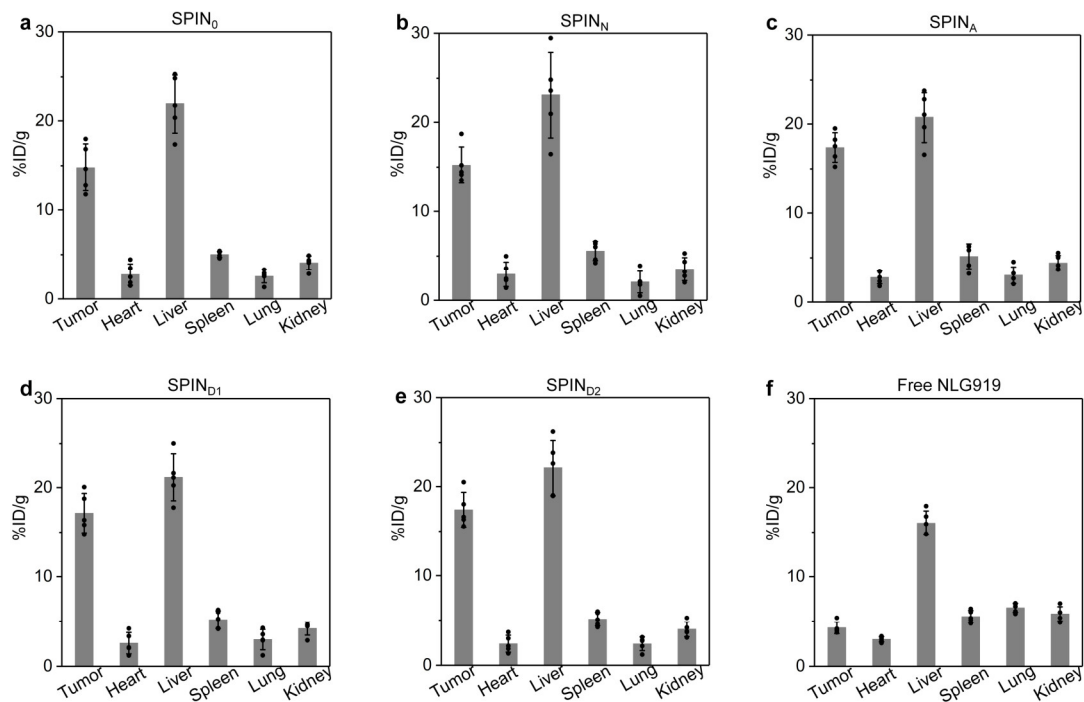 a SPIN0
30
20
10
0
%ID/g
Tumor Heart Liver Spleen Lung Kidney
b SPINN
30
20
10
0
%ID/g
Tumor Heart Liver Spleen Lung Kidney
c SPINA
30
20
10
0
%ID/g
Tumor Heart Liver Spleen Lung Kidney
d SPIND1
30
20
10
0
%ID/g
Tumor Heart Liver Spleen Lung Kidney
e SPIND2
30
20
10
0
%ID/g
Tumor Heart Liver Spleen Lung Kidney
f Free NLG919
30
20
10
0
%ID/g
Tumor Heart Liver Spleen Lung Kidney